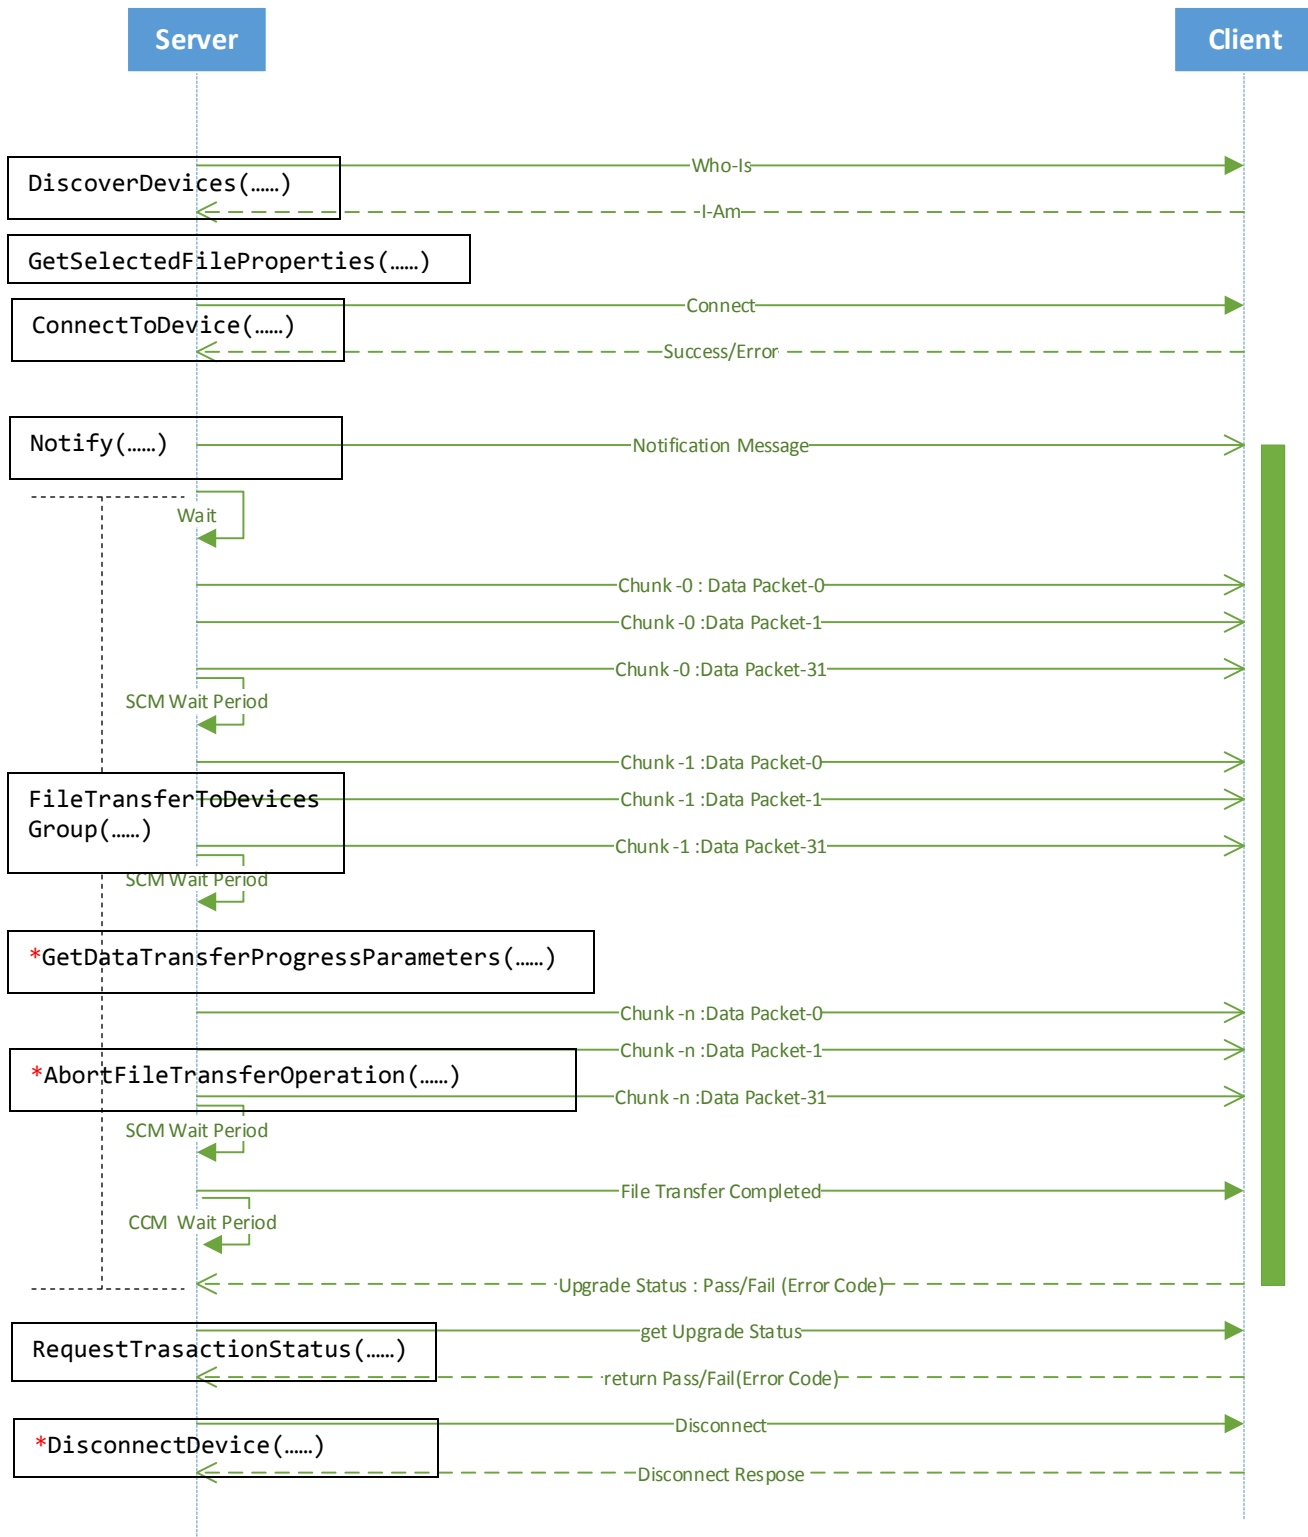 Server
Client
Who-Is
DiscoverDevices(……)
I-Am
GetSelectedFileProperties(……)
Connect
ConnectToDevice(……)
Success/Error
Notify(……)
Notification Message
Wait
Chunk -0 : Data Packet-0
Chunk -0 :Data Packet-1
Chunk -0 :Data Packet-31
SCM Wait Period
Chunk -1 :Data Packet-0
FileTransferToDevices
Group(……)
Chunk -1 :Data Packet-1
Chunk -1 :Data Packet-31
SCM Wait Period
*GetDataTransferProgressParameters(……)
Chunk -n :Data Packet-0
Chunk -n :Data Packet-1
*AbortFileTransferOperation(……)
Chunk -n :Data Packet-31
SCM Wait Period
File Transfer Completed
CCM  Wait Period
Upgrade Status : Pass/Fail (Error Code)
get Upgrade Status
RequestTrasactionStatus(……)
return Pass/Fail(Error Code)
Disconnect
*DisconnectDevice(……)
Disconnect Respose